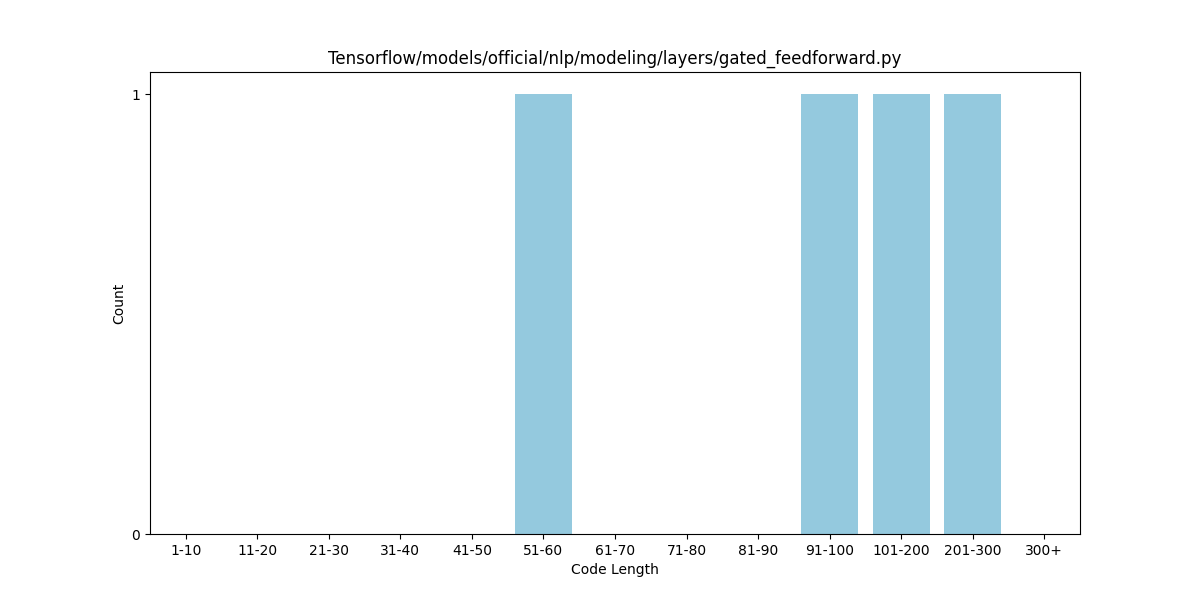 Tensorflow/models/official/nlp/modeling/layers/gated_feedforward.py
1
0
Count
1-10 11-20 21-30 31-40 41-50 51-60 61-70 71-80 81-90 91-100 101-200 201-300 300+
Code Length